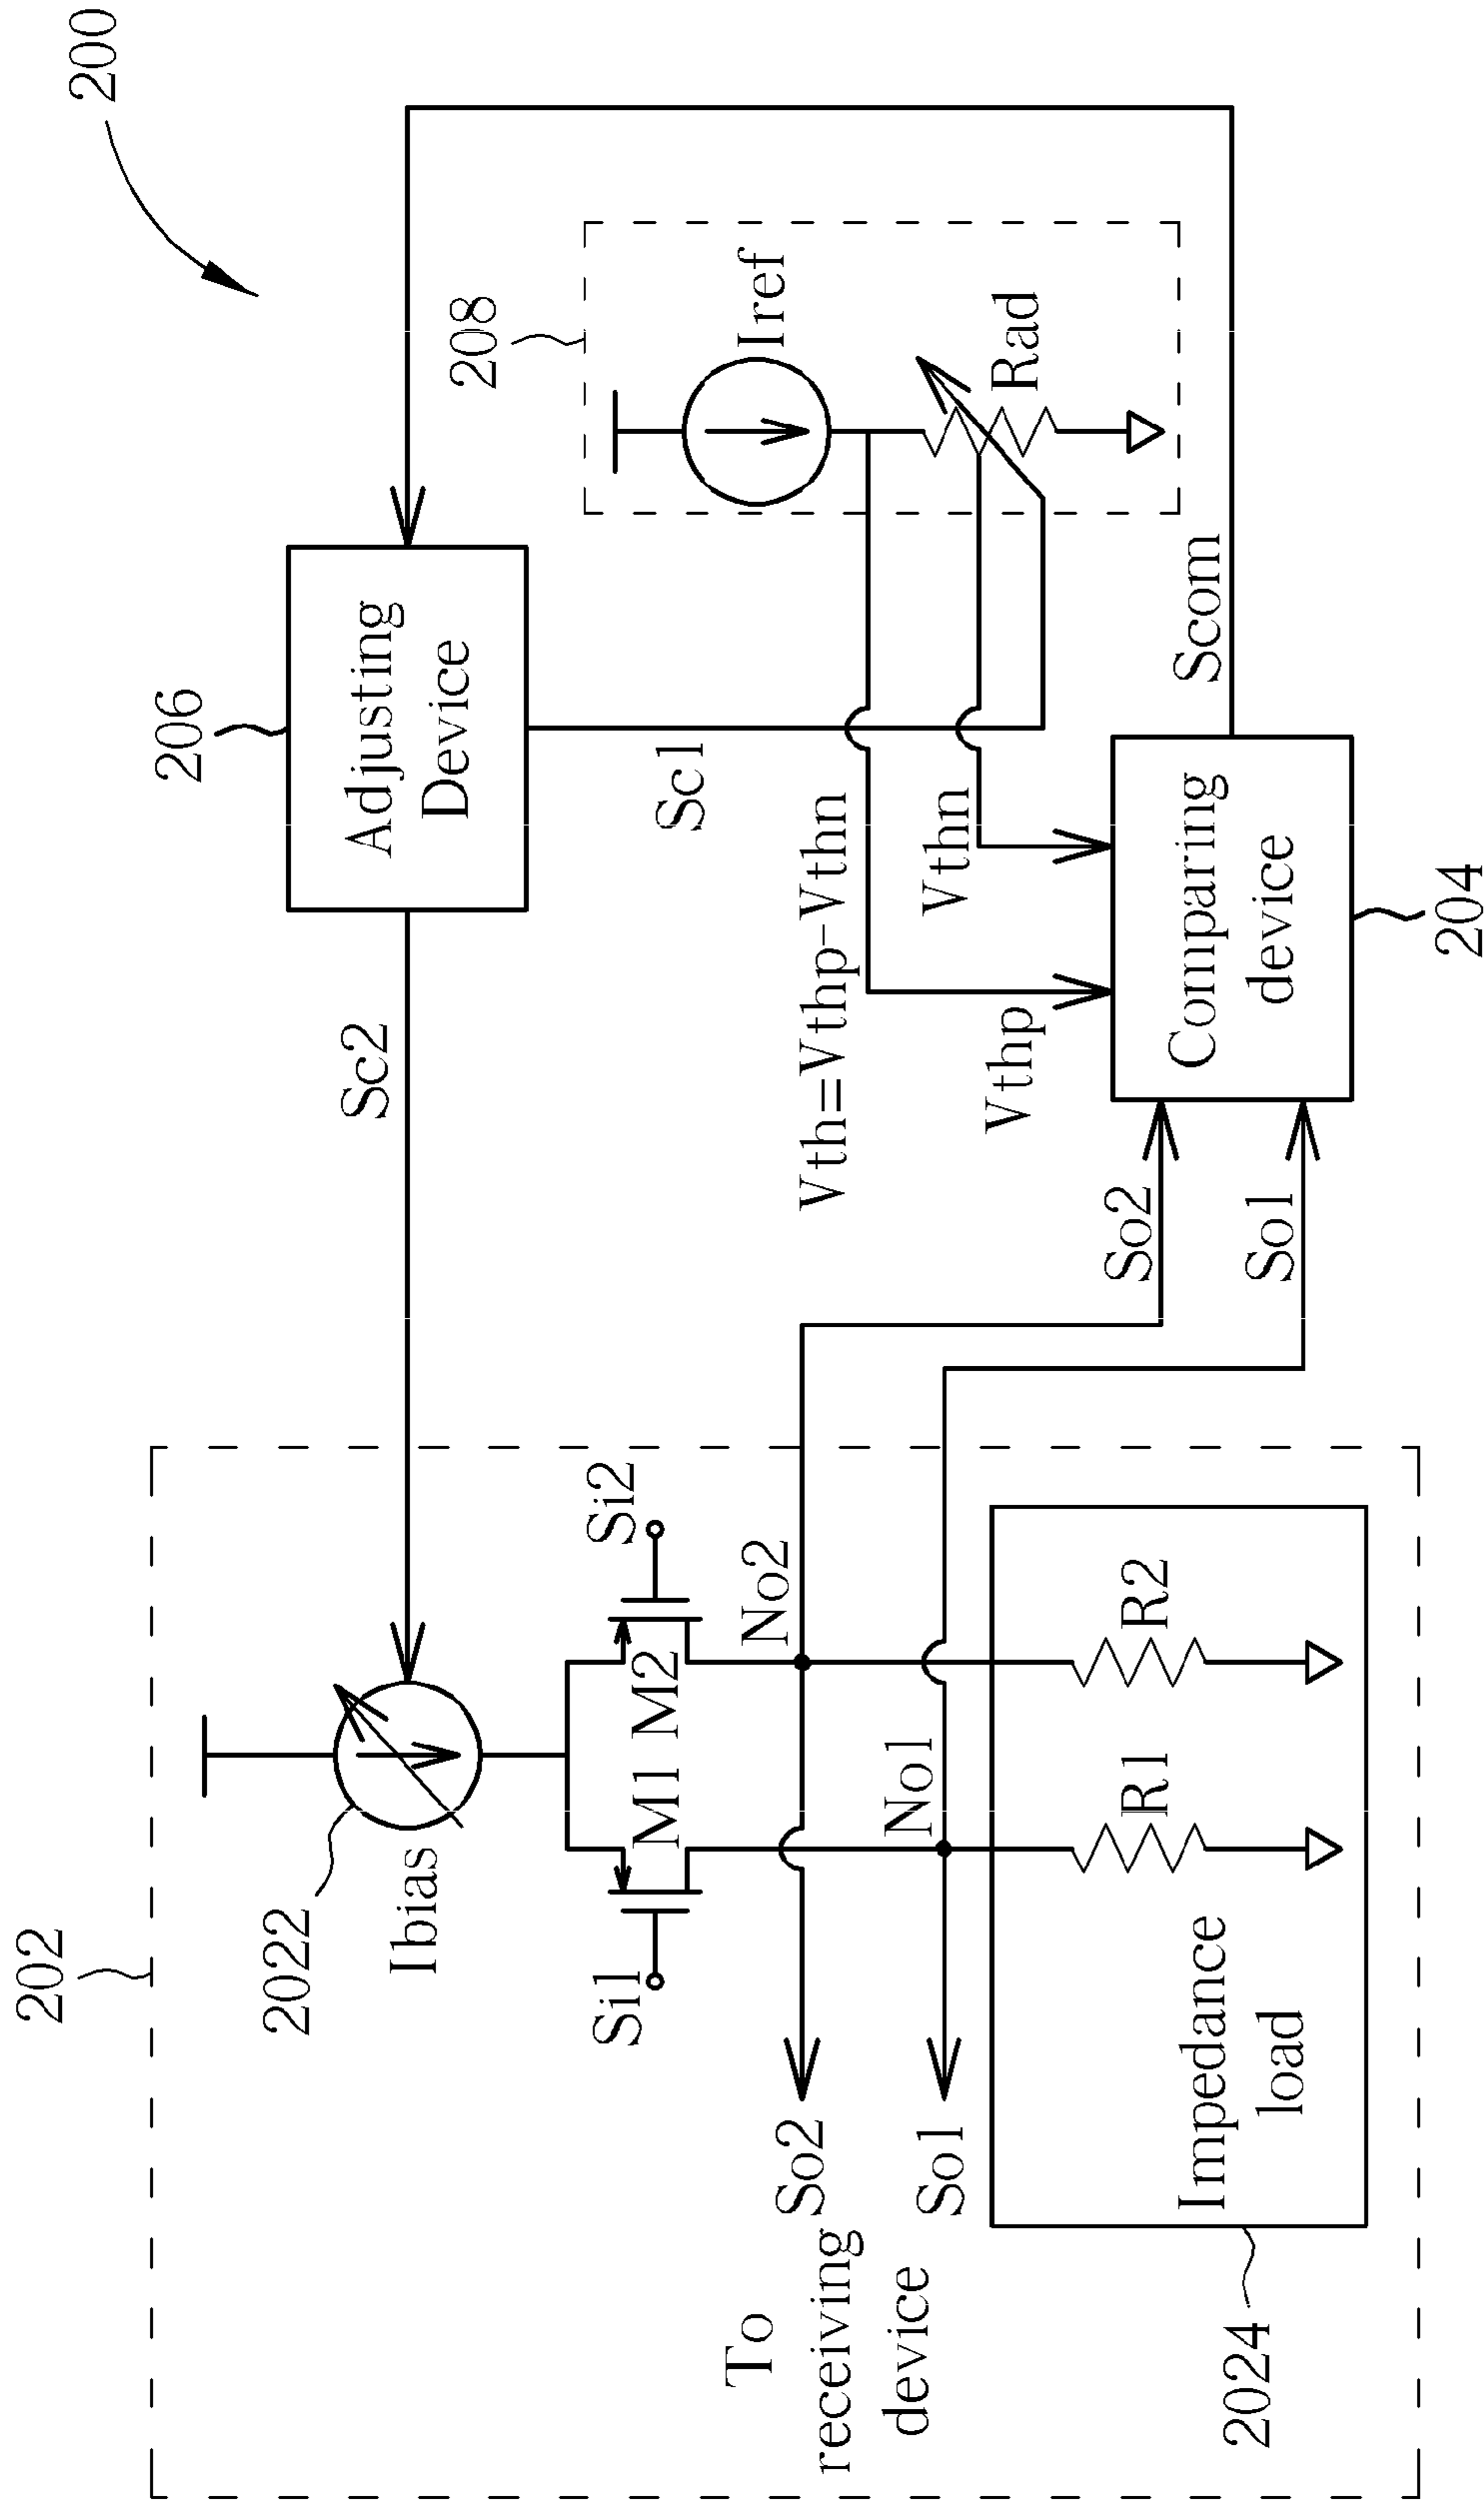 200
202
2022
Ibias
Sc2
206
Adjusting
Device
208
Iref
Rad
Sc1
Si1
M1 M2
Si2
No2
No1
Vth=Vthp-Vthn
Vthn
Vthp
Scom
To
receiving
device
So2
So1
So2
So1
R1
R2
Impedance
load
2024
Comparing
device
204